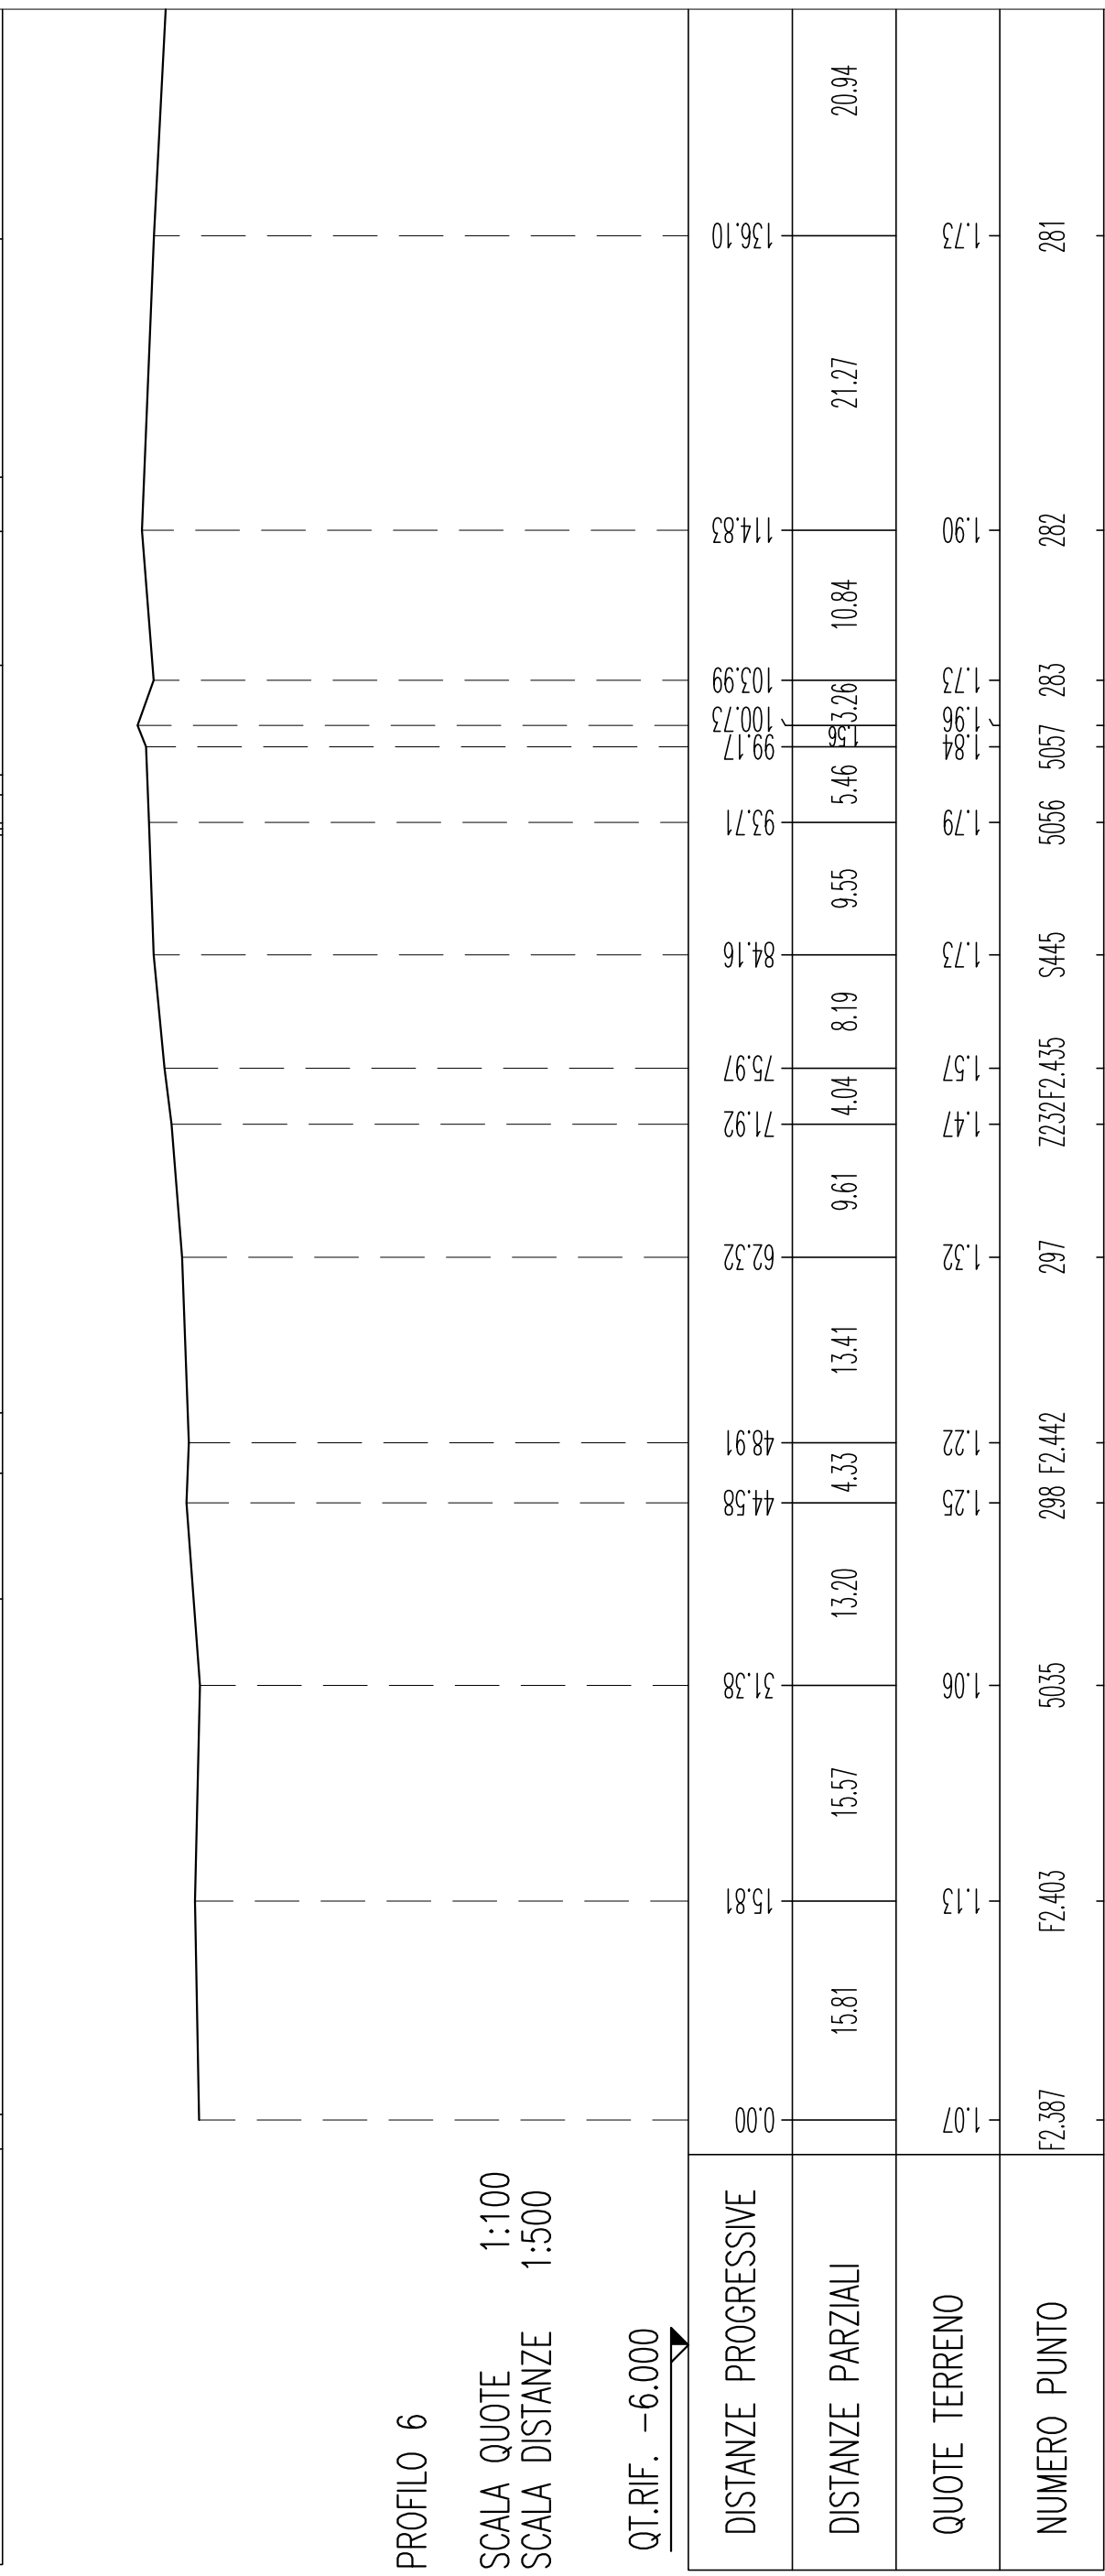 PROFILO 6
SCALA QUOTE 1:100
SCALA DISTANZE 1:500
QT.RIF. -6.000
DISTANZE PROGRESSIVE 0.00 15.81 31.38 44.58 48.91 62.32 71.92 75.97 84.16 93.71 99.17 100.73 103.99 114.83 136.10
DISTANZE PARZIALI 15.81 15.57 13.20 4.33 13.41 9.61 4.04 8.19 9.55 5.46 1.56 3.26 10.84 21.27 20.94
QUOTE TERRENO 1.07 1.13 1.06 1.25 1.22 1.32 1.47 1.57 1.73 1.79 1.84 1.96 1.73 1.90 1.73
NUMERO PUNTO F2.387 F2.403 5035 298 F2.442 297 7232 F2.435 S445 5056 5057 283 282 281